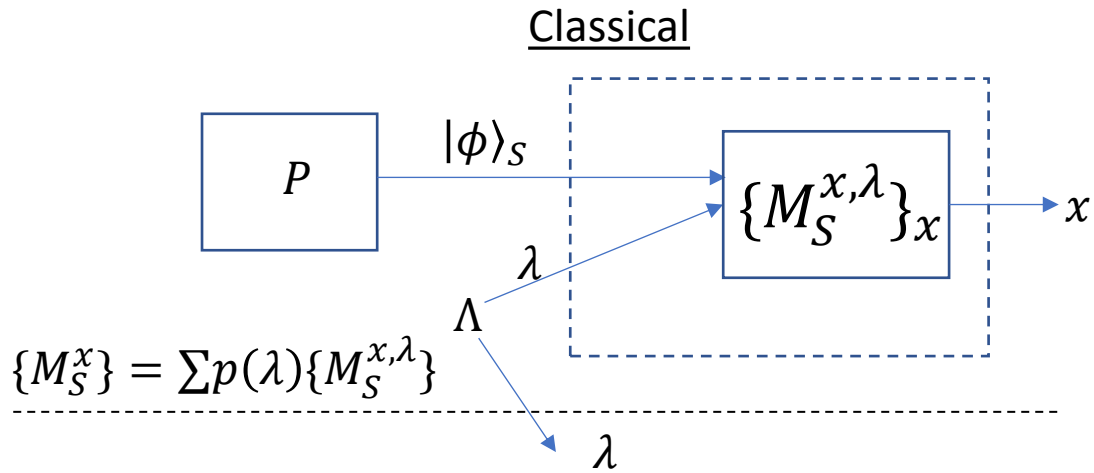 Classical
P
|ϕ⟩_S
{M_S^{x,λ}}_x
x
λ
Λ
{M_S^x} = ∑p(λ){M_S^{x,λ}}
λ